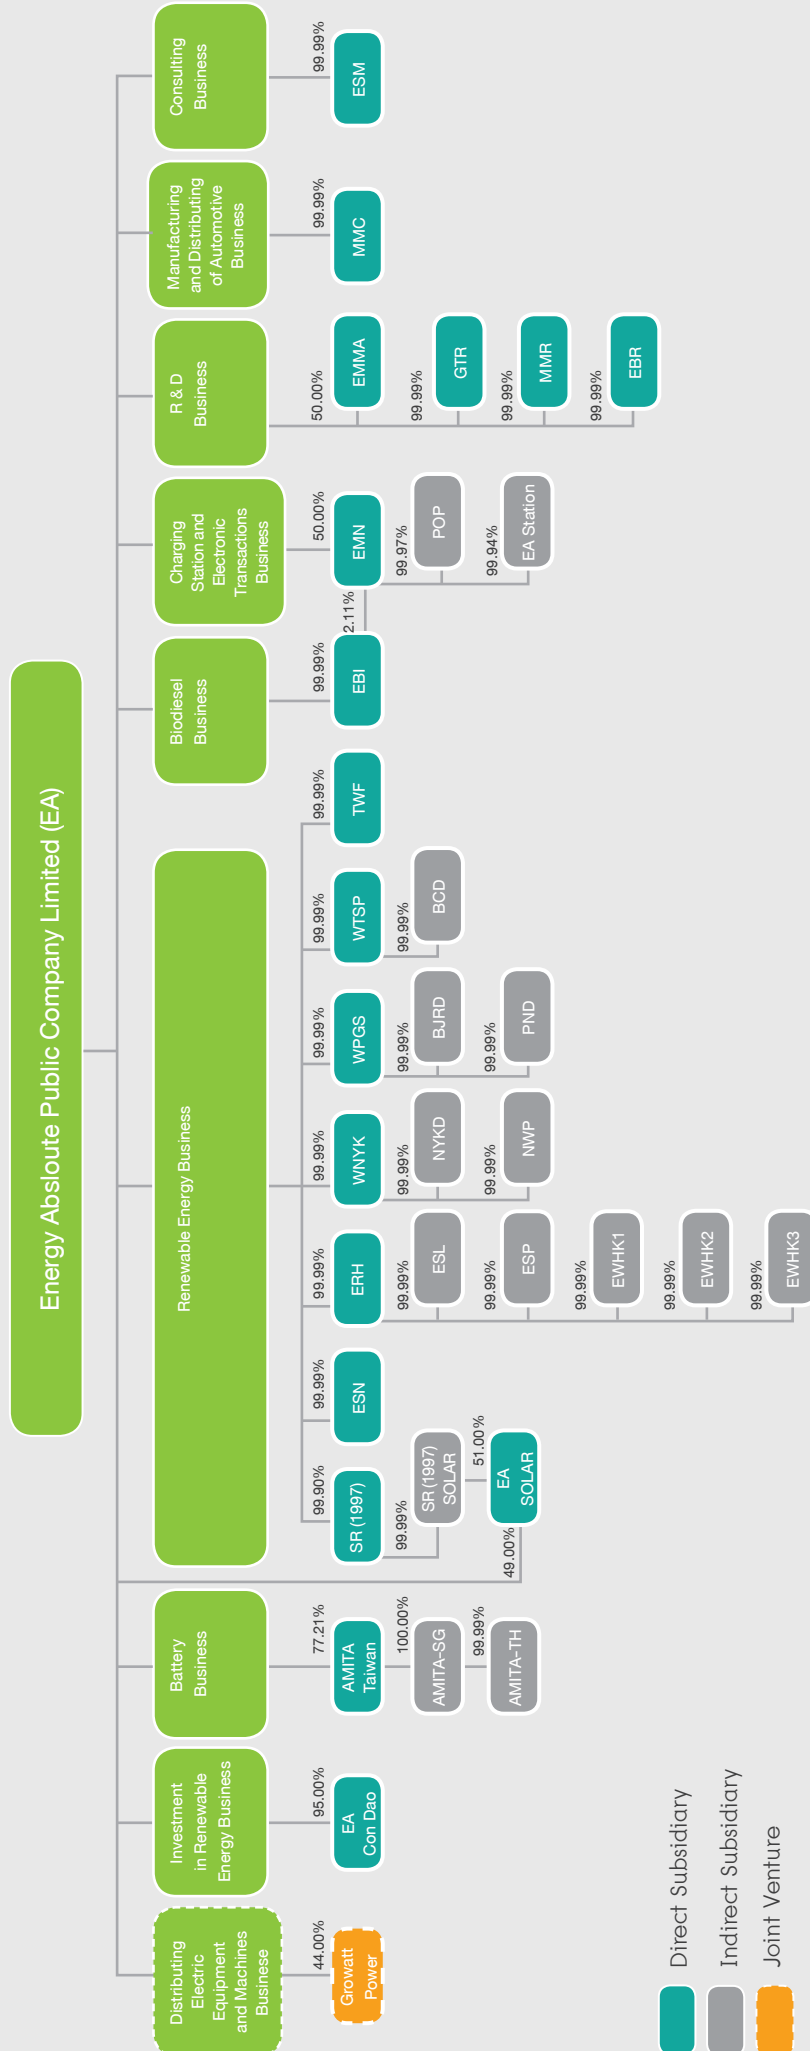 Energy Absloute Public Company Limited (EA)
Distributing
Electric
Equipment
and Machines
Businese
44.00%
Growatt
Power
Investment
in Renewable
Energy Business
95.00%
EA
Con Dao
Battery
Business
77.21%
AMITA
Taiwan
100.00%
AMITA-SG
99.99%
AMITA-TH
Renewable Energy Business
99.90%
SR (1997)
99.99%
SR (1997)
SOLAR
51.00%
49.00%
EA
SOLAR
99.99%
ESN
99.99%
ERH
99.99%
ESL
99.99%
ESP
99.99%
EWHK1
99.99%
EWHK2
99.99%
EWHK3
99.99%
WNYK
99.99%
NYKD
99.99%
NWP
99.99%
WPGS
99.99%
BJRD
99.99%
PND
99.99%
WTSP
99.99%
BCD
99.99%
TWF
Biodiesel
Business
99.99%
EBI
2.11%
Charging
Station and
Electronic
Transactions
Business
50.00%
EMN
99.97%
POP
99.94%
EA Station
R & D
Business
50.00%
EMMA
99.99%
GTR
99.99%
MMR
99.99%
EBR
Manufacturing
and Distributing
of Automotive
Business
99.99%
MMC
Consulting
Business
99.99%
ESM
Direct Subsidiary
Indirect Subsidiary
Joint Venture